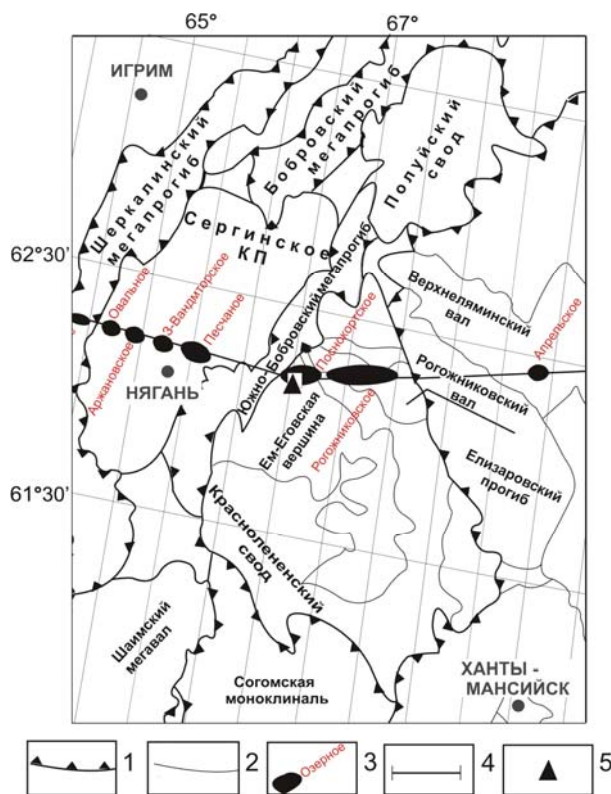 65°
67°
62°30'
61°30'
ИГРИМ
Шеркалинский
мегапрогиб
Бобровский
мегапрогиб
Полуйский
свод
Сергинское
КП
Южно-Бобровский мегапрогиб
Верхнеляминский
вал
Овальное
3-Вандмторское
Песчаное
Аржановское
НЯГАНЬ
Поснокортское
Апрельское
Рогожниковский
вал
Ем-Еговская
вершина
Рогожниковское
Елизаровский
прогиб
Красноленинский
свод
Шаимский
мегавал
Согомская
моноклиналь
ХАНТЫ -
МАНСИЙСК
1
2
Озерное
3
4
5